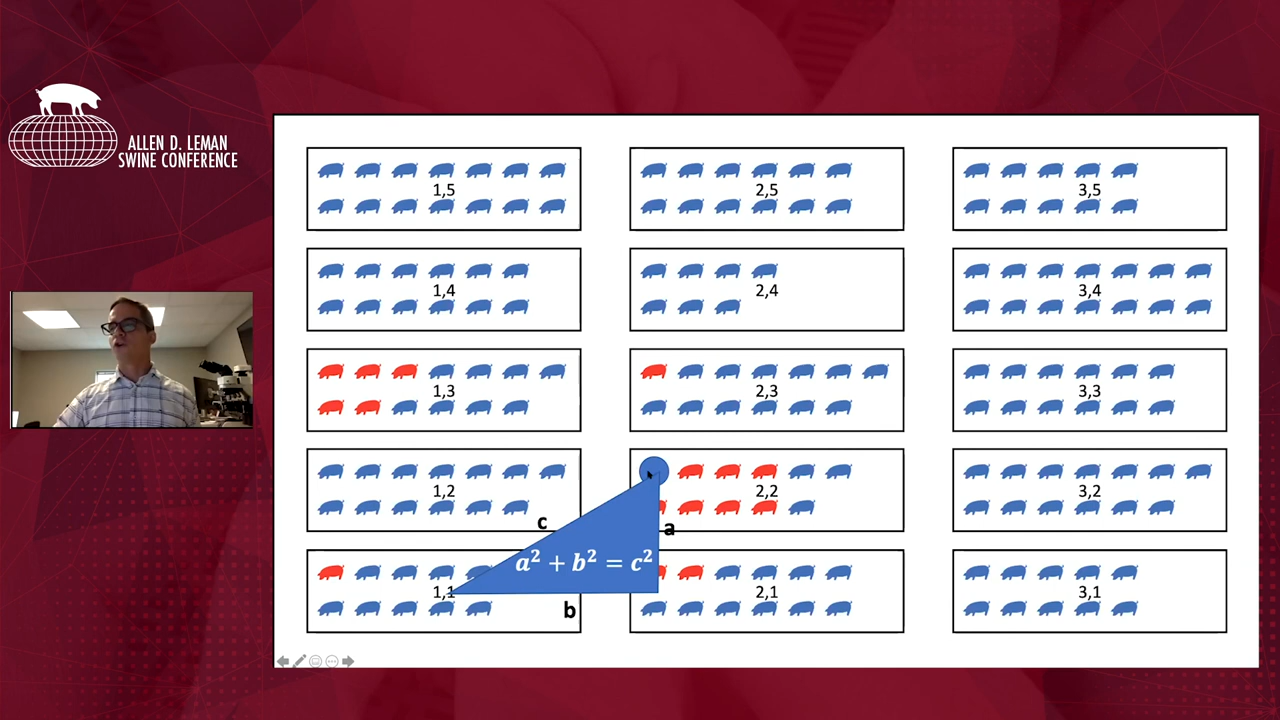 ALLEN D. LEMAN
SWINE CONFERENCE
1,5
2,5
3,5
1,4
2,4
3,4
1,3
2,3
3,3
1,2
2,2
3,2
c
a
a² + b² = c²
1,1
2,1
3,1
b